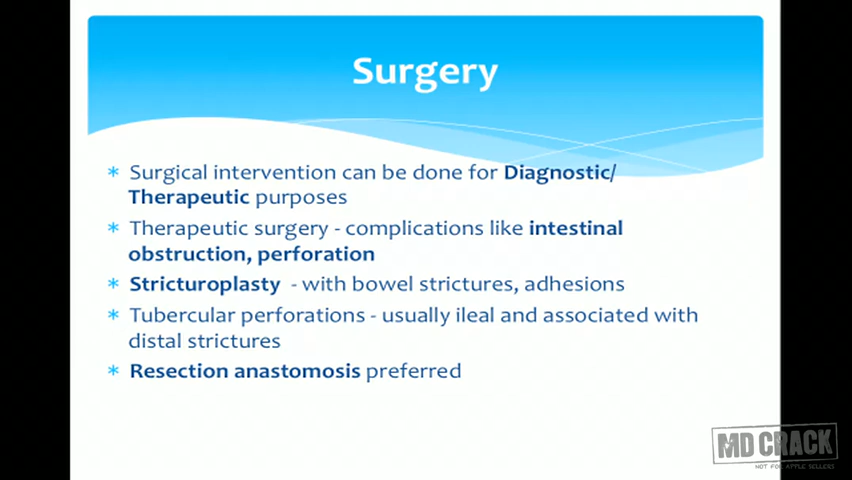 Surgery
* Surgical intervention can be done for Diagnostic/
Therapeutic purposes
* Therapeutic surgery - complications like intestinal
obstruction, perforation
* Stricturoplasty - with bowel strictures, adhesions
* Tubercular perforations - usually ileal and associated with
distal strictures
* Resection anastomosis preferred
MD CRACK
NOT FOR APPLE SELLERS